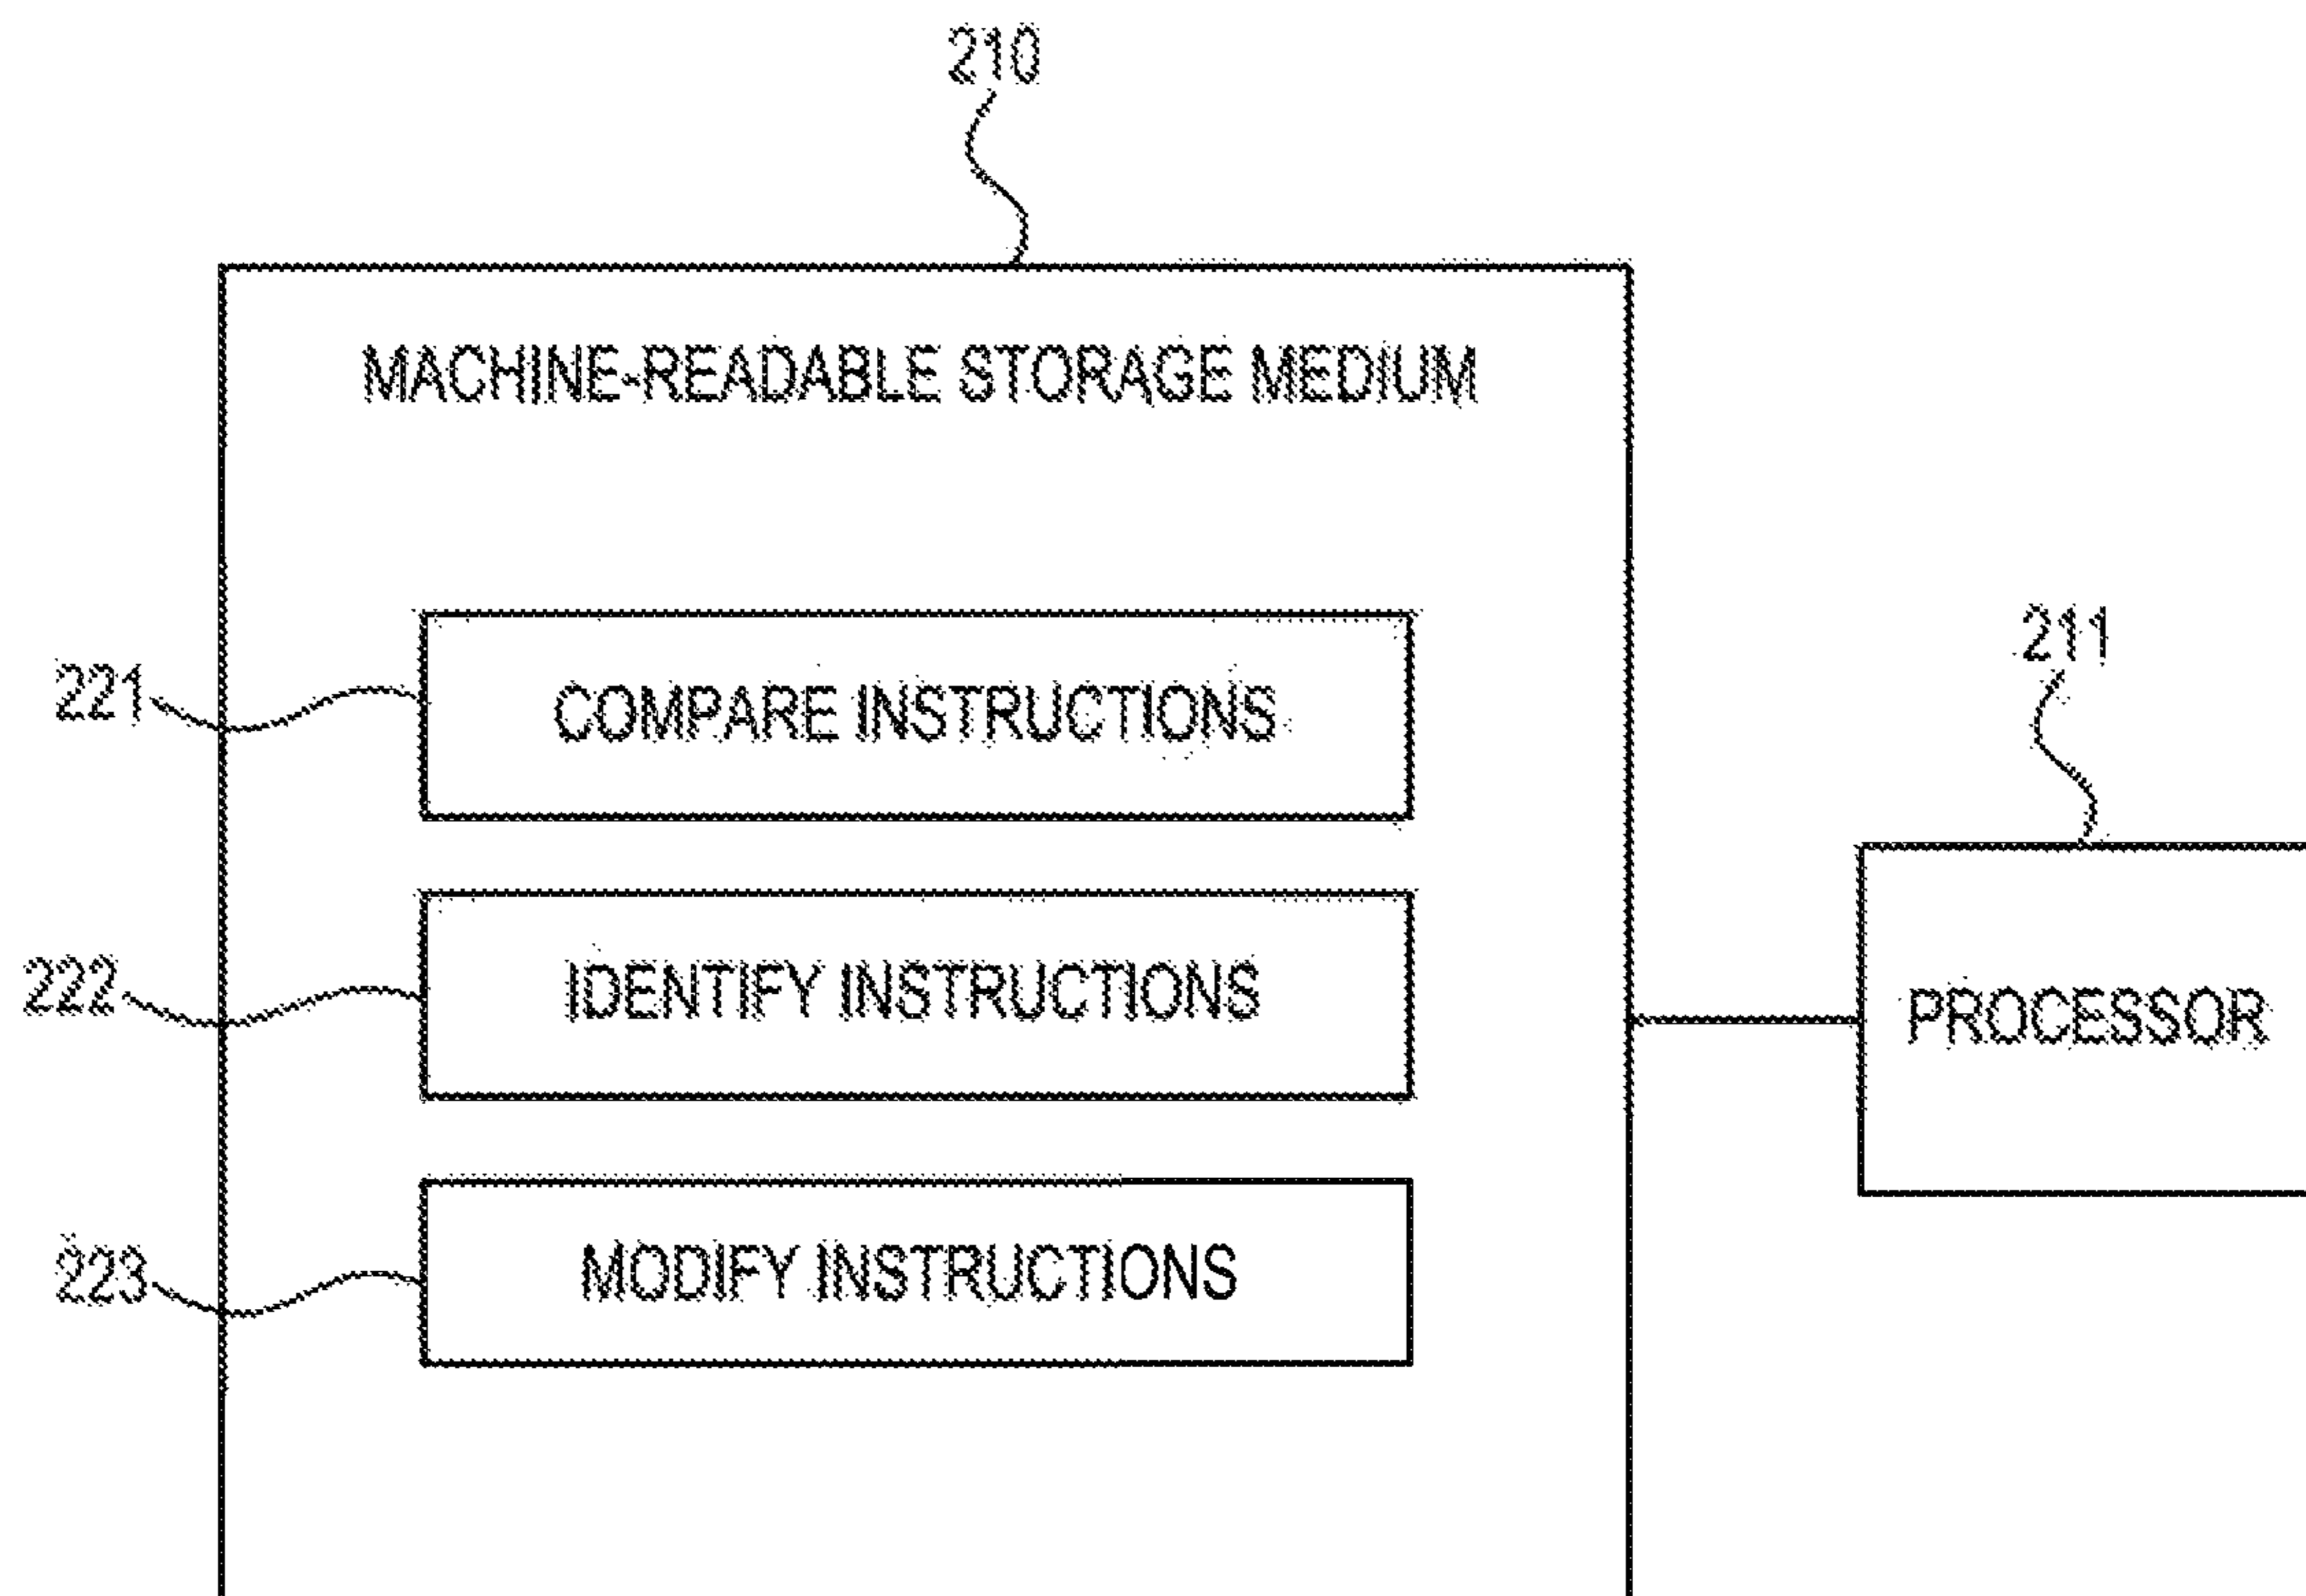 210
MACHINE-READABLE STORAGE MEDIUM
211
221
COMPARE INSTRUCTIONS
222
IDENTIFY INSTRUCTIONS
PROCESSOR
223
MODIFY INSTRUCTIONS